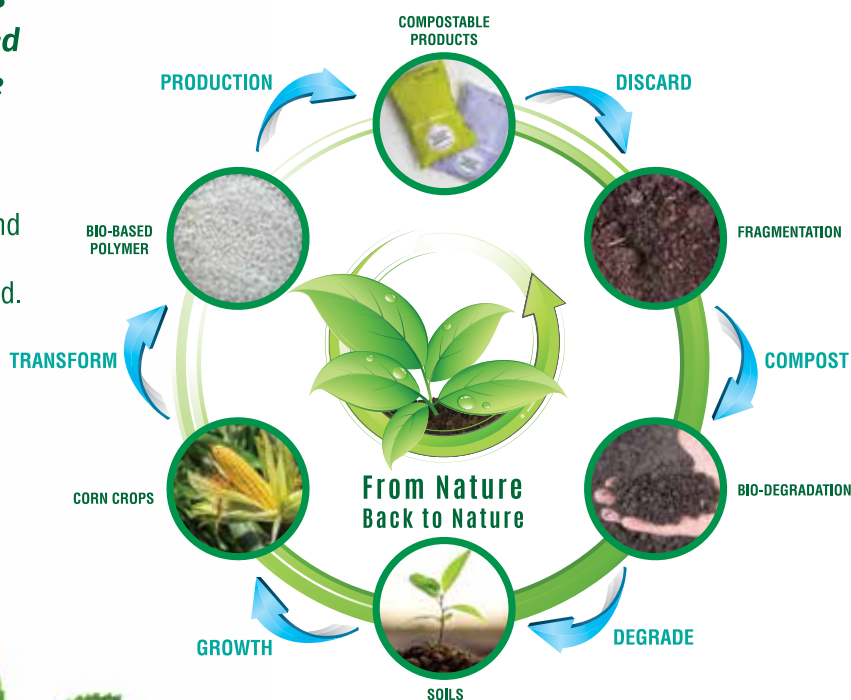 COMPOSTABLE
PRODUCTS
PRODUCTION
DISCARD
BIO-BASED
POLYMER
FRAGMENTATION
TRANSFORM
COMPOST
CORN CROPS
BIO-DEGRADATION
From Nature
Back to Nature
GROWTH
DEGRADE
SOILS